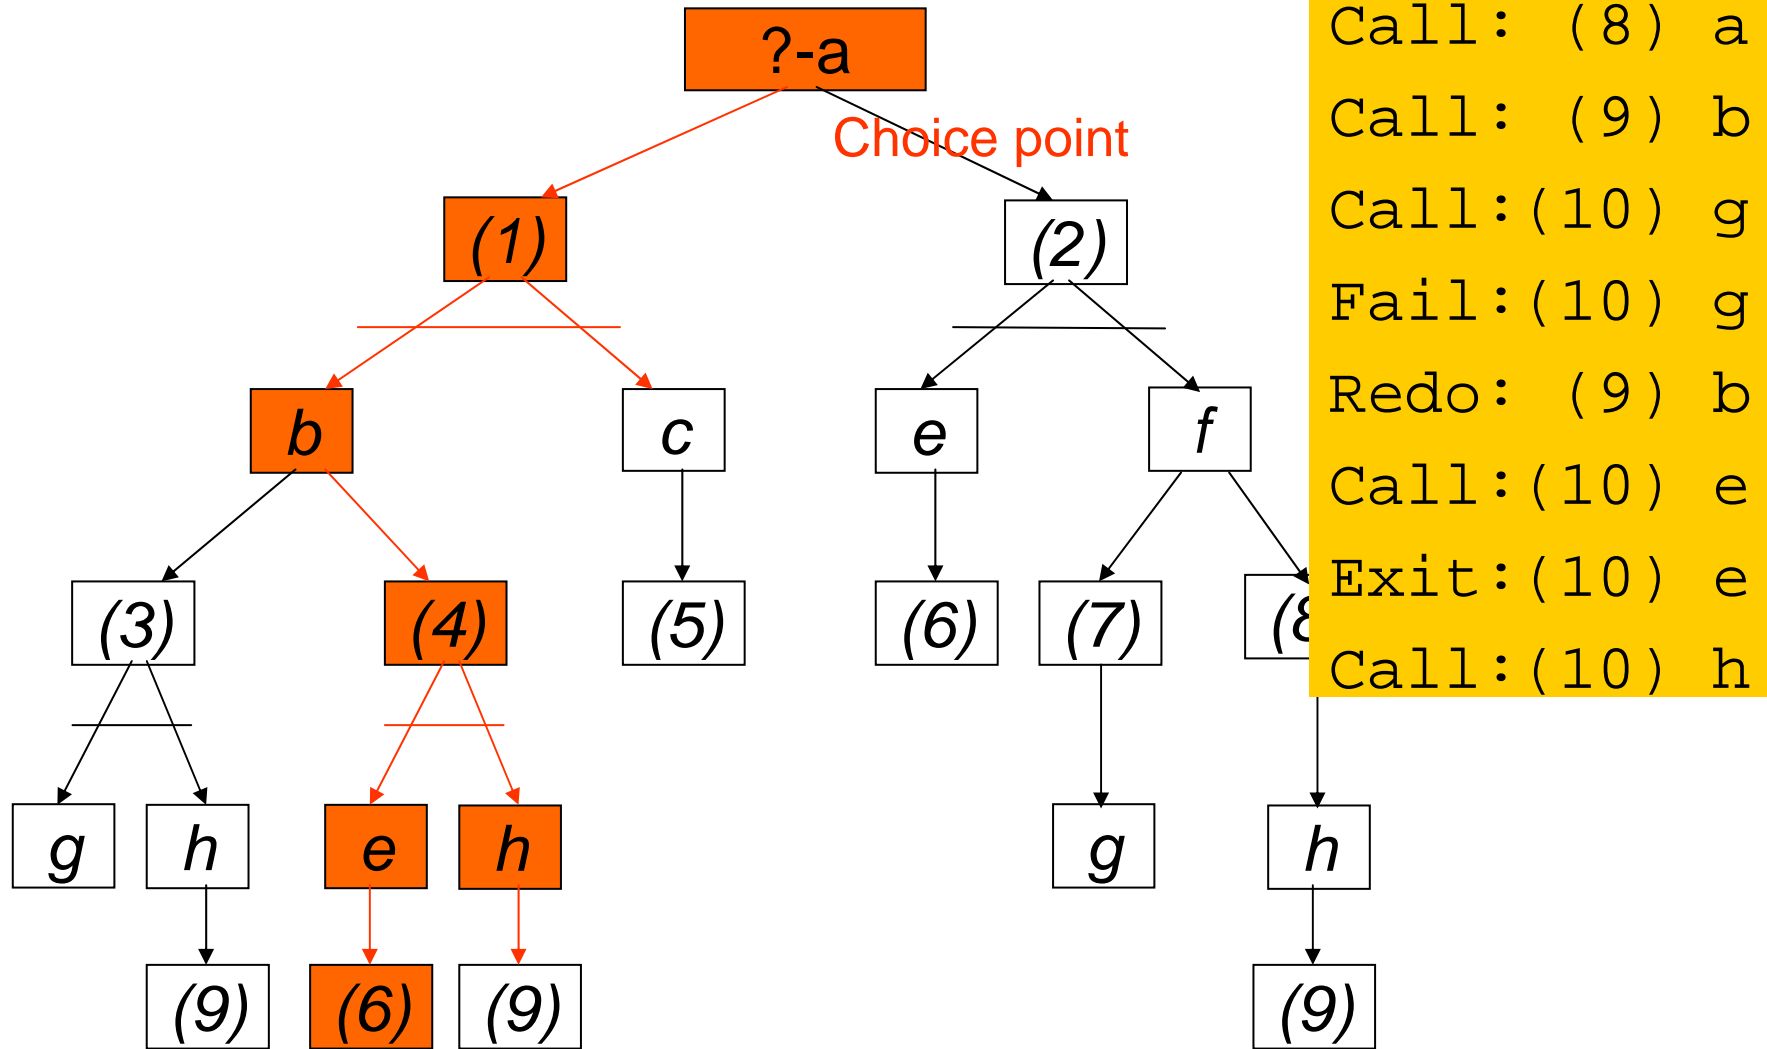 ?-a
Choice point
(1)
(2)
b
c
e
f
(3)
(4)
(5)
(6)
(7)
(8
g
h
e
h
g
h
(9)
(6)
(9)
(9)
Call: (8) a
Call: (9) b
Call:(10) g
Fail:(10) g
Redo: (9) b
Call:(10) e
Exit:(10) e
Call:(10) h